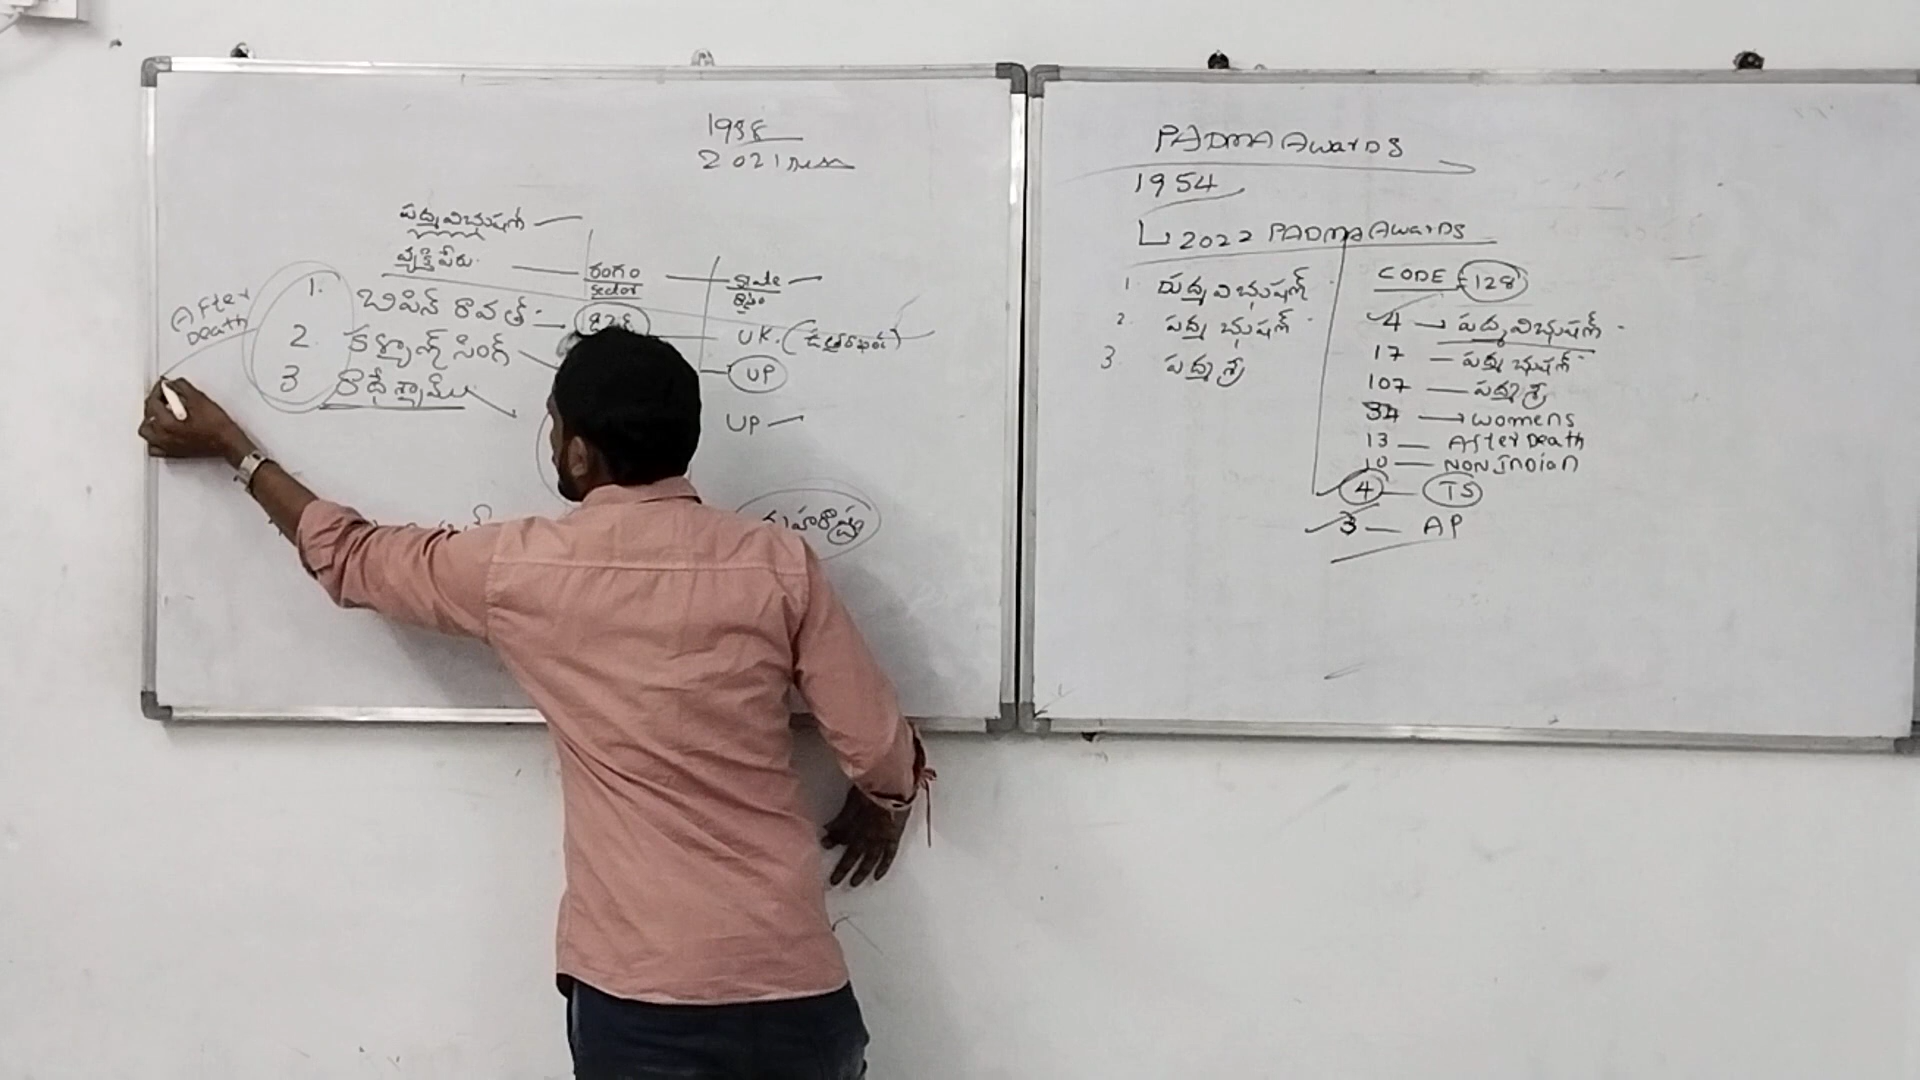 1938
2021
పద్మవిభుషణ్
వ్యక్తి పేరు. రంగం State
Sector రాష్ట్రం
After Death
1. బిపిన్ రావత్ UK. (ఉత్తరాఖండ్)
2. కళ్యాణ్ సింగ్ UP
3 రాధే శ్యామ్ UP
మహారాష్ట్ర
PADMA Awards
1954
2022 PADMA Awards
1. పద్మ విభుషణ్
2. పద్మ భుషణ్
3. పద్మ శ్రీ
CODE - 128
4 → పద్మవిభుషణ్
17 — పద్మ భుషణ్
107 — పద్మశ్రీ
34 → womens
13 — After Death
10 — NON Indian
4 — TS
3 — AP